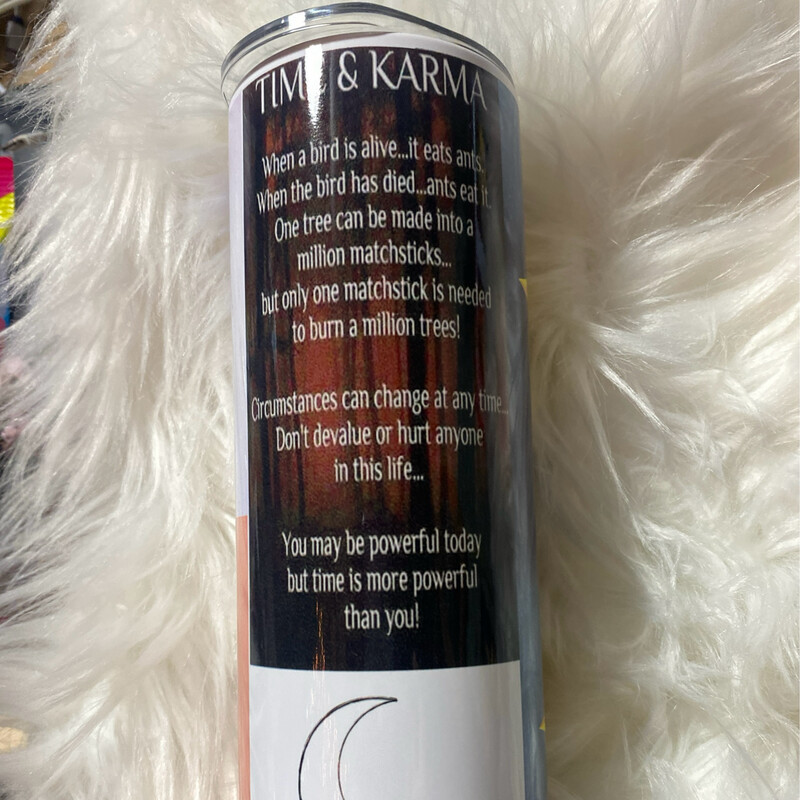 TIME & KARMA
When a bird is alive...it eats ants.
When the bird has died...ants eat it.
One tree can be made into a
million matchsticks...
but only one matchstick is needed
to burn a million trees!
Circumstances can change at any time...
Don't devalue or hurt anyone
in this life...
You may be powerful today
but time is more powerful
than you!